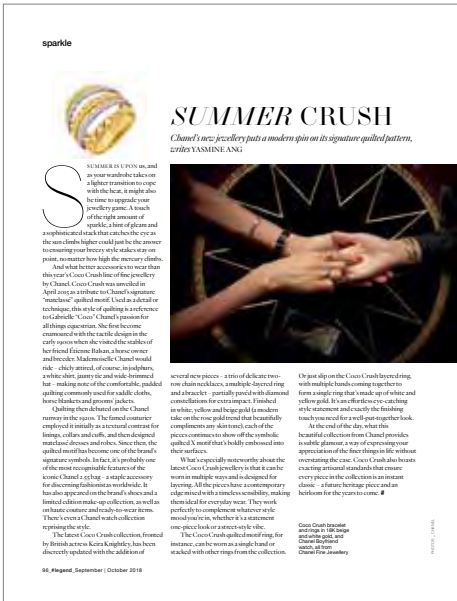 sparkle
SUMMER CRUSH
Chanel's new jewellery puts a modern spin on its signature quilted pattern,
writes YASMINE ANG
SUMMER IS UPON us, and
as your wardrobe takes on
a lighter transition to cope
with the heat, it might also
be time to upgrade your
jewellery game. A touch
of the right amount of
sparkle, a hint of gleam and
a sophisticated stack that catches the eye as
the sun climbs higher could just be the answer
to ensuring your breezy style stakes stay on
point, no matter how high the mercury climbs.
And what better accessories to wear than
this year's Coco Crush line of fine jewellery
by Chanel. Coco Crush was unveiled in
April 2015 as a tribute to Chanel's signature
"matelassé" quilted motif. Used as a detail or
technique, this style of quilting is a reference
to Gabrielle "Coco" Chanel's passion for
all things equestrian. She first become
enamoured with the tactile design in the
early 1900s when she visited the stables of
her friend Étienne Balsan, a horse owner
and breeder. Mademoiselle Chanel would
ride – chicly attired, of course, in jodhpurs,
a white shirt, jaunty tie and wide-brimmed
hat – making note of the comfortable, padded
quilting commonly used for saddle cloths,
horse blankets and grooms' jackets.
Quilting then debuted on the Chanel
runway in the 1920s. The famed couturier
employed it initially as a textural contrast for
linings, collars and cuffs, and then designed
matelassé dresses and robes. Since then, the
quilted motif has become one of the brand's
signature symbols. In fact, it's probably one
of the most recognisable features of the
iconic Chanel 2.55 bag – a staple accessory
for discerning fashionistas worldwide. It
has also appeared on the brand's shoes and a
limited edition make-up collection, as well as
on haute couture and ready-to-wear items.
There's even a Chanel watch collection
reprising the style.
The latest Coco Crush collection, fronted
by British actress Keira Knightley, has been
discreetly updated with the addition of
several new pieces – a trio of delicate two-
row chain necklaces, a multiple-layered ring
and a bracelet – partially paved with diamond
constellations for extra impact. Finished
in white, yellow and beige gold (a modern
take on the rose gold trend that beautifully
compliments any skin tone), each of the
pieces continues to show off the symbolic
quilted X motif that's boldly embossed into
their surfaces.
What's especially noteworthy about the
latest Coco Crush jewellery is that it can be
worn in multiple ways and is designed for
layering. All the pieces have a contemporary
edge mixed with a timeless sensibility, making
them ideal for everyday wear. They work
perfectly to complement whatever style
mood you're in, whether it's a statement
one-piece look or a street-style vibe.
The Coco Crush quilted motif ring, for
instance, can be worn as a single band or
stacked with other rings from the collection.
Or just slip on the Coco Crush layered ring,
with multiple bands coming together to
form a single ring that's made up of white and
yellow gold. It's an effortless eye-catching
style statement and exactly the finishing
touch you need for a well-put-together look.
At the end of the day, what this
beautiful collection from Chanel provides
is subtle glamour, a way of expressing your
appreciation of the finer things in life without
overstating the case. Coco Crush also boasts
exacting artisanal standards that ensure
every piece in the collection is an instant
classic – a future heritage piece and an
heirloom for the years to come. #
Coco Crush bracelet
and rings in 18K beige
and white gold, and
Chanel Boyfriend
watch, all from
Chanel Fine Jewellery
96_#legend_September | October 2018